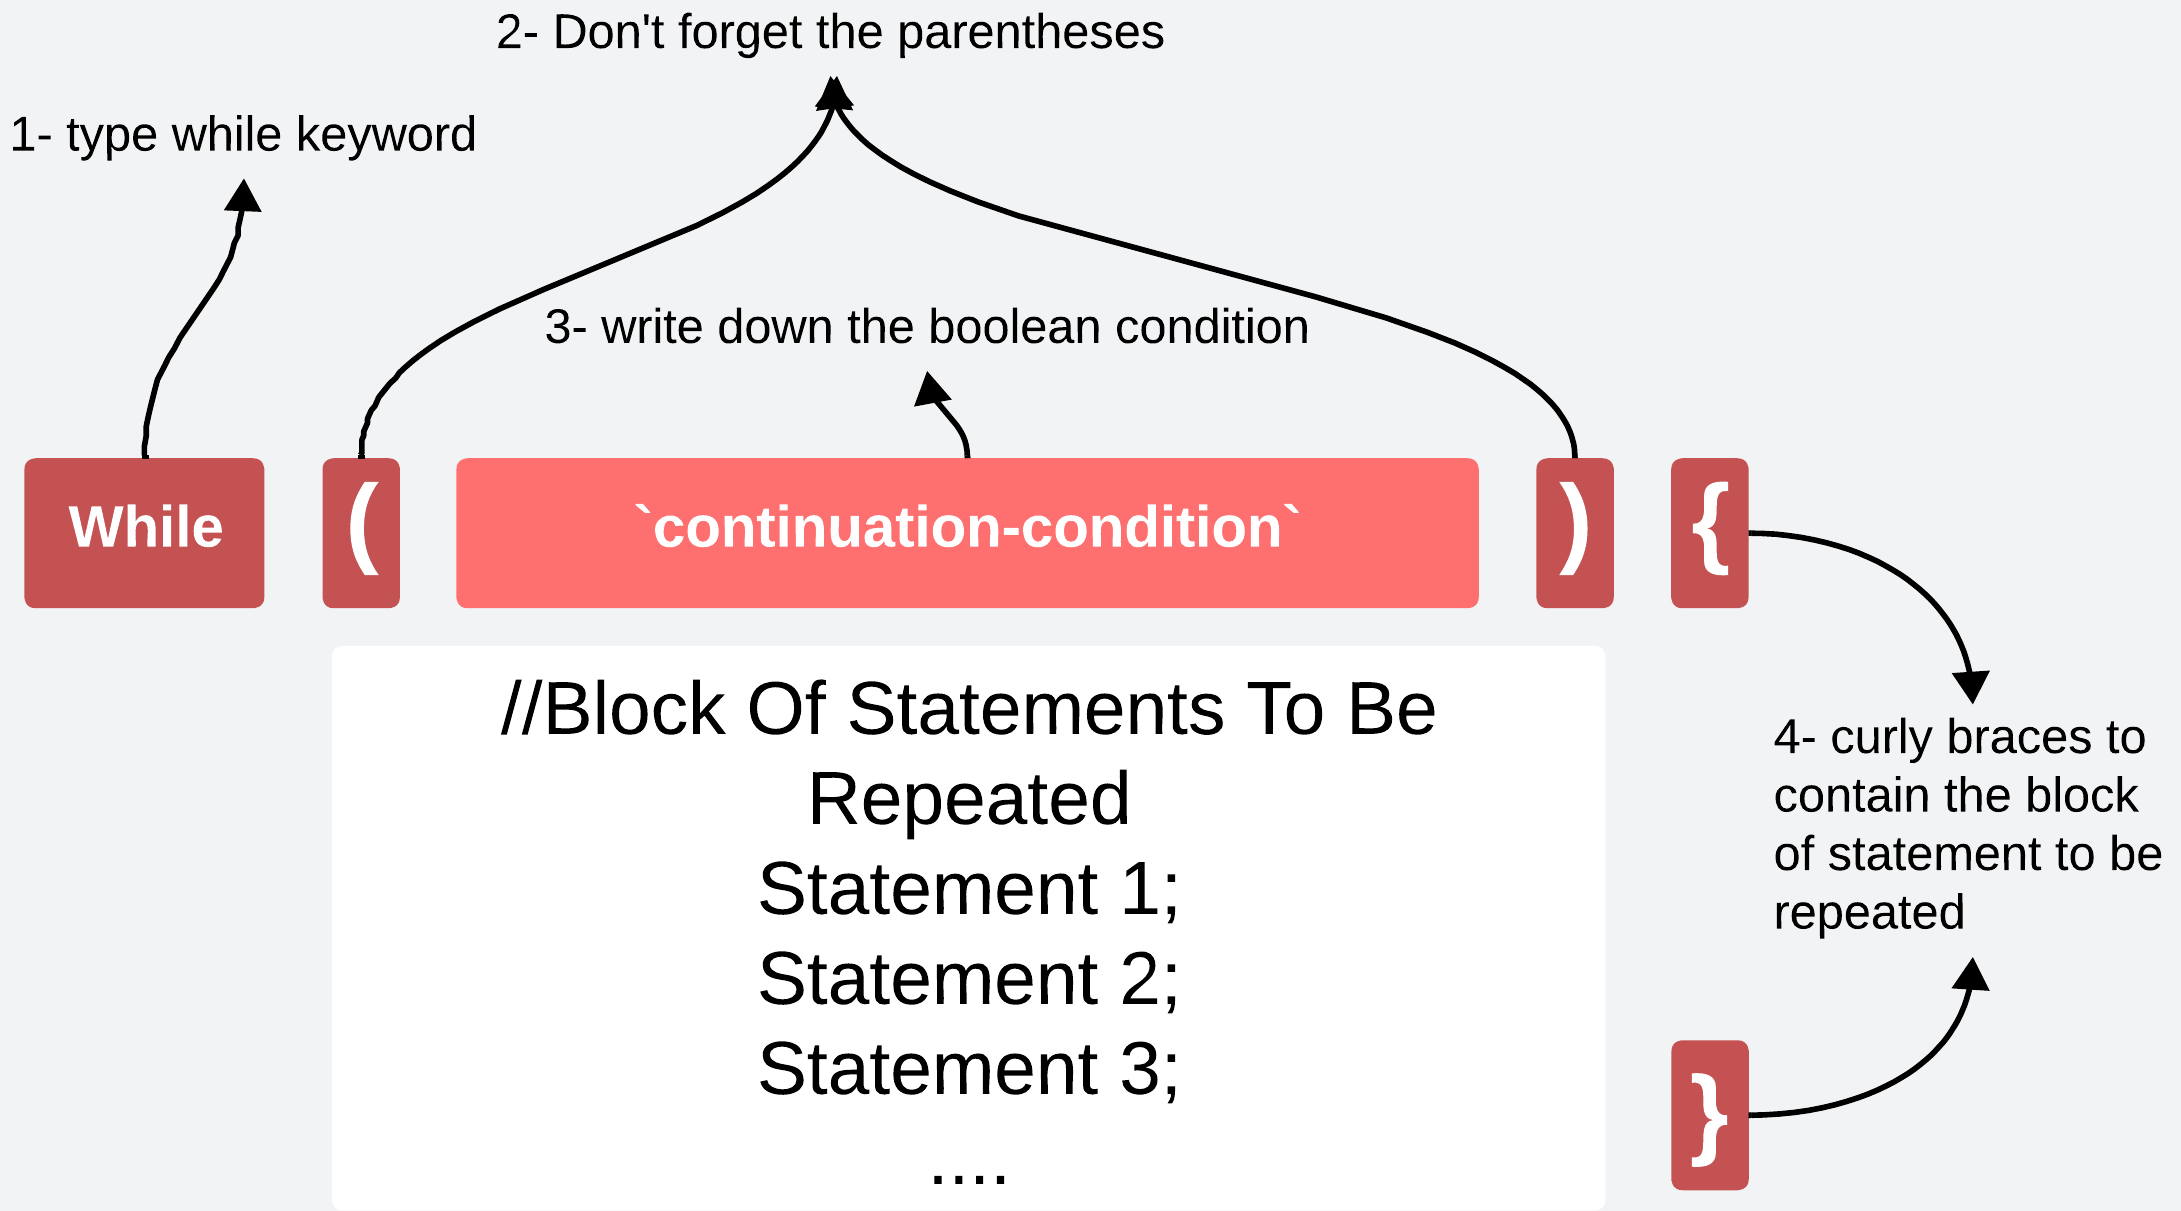 2- Don't forget the parentheses
1- type while keyword
3- write down the boolean condition
While ( `continuation-condition` ) {
//Block Of Statements To Be
Repeated
Statement 1;
Statement 2;
Statement 3;
....
4- curly braces to
contain the block
of statement to be
repeated
}